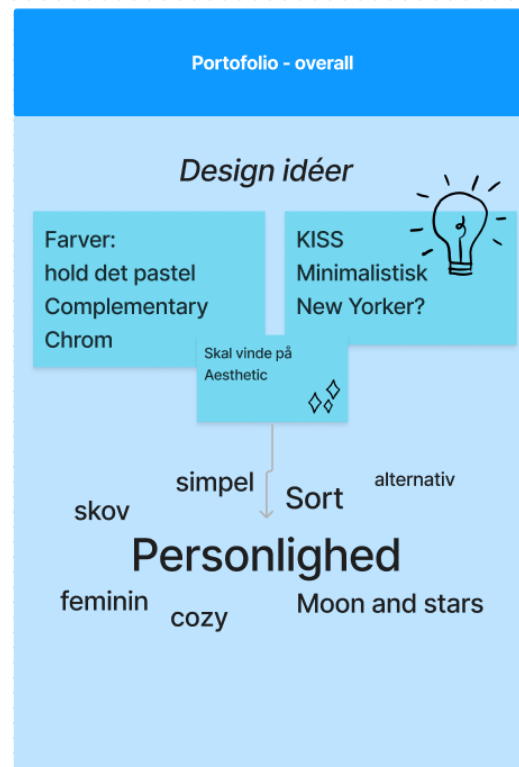 Portofolio - overall
Design idéer
Farver:
hold det pastel
Complementary
Chrom
KISS
Minimalistisk
New Yorker?
Skal vinde på
Aesthetic
simpel
Sort
alternativ
skov
Personlighed
feminin
cozy
Moon and stars